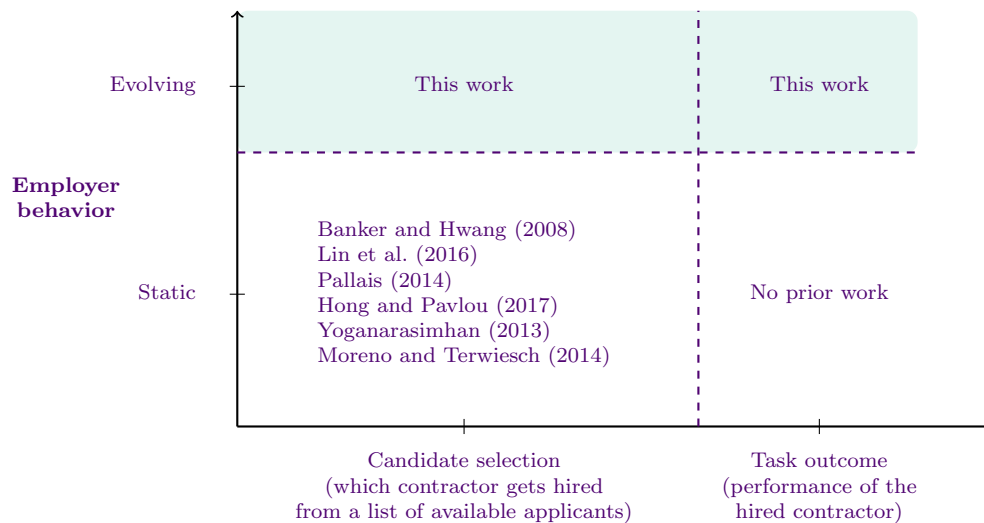 Evolving
This work
This work
Employer
behavior
Banker and Hwang (2008)
Lin et al. (2016)
Pallais (2014)
Hong and Pavlou (2017)
Yoganarasimhan (2013)
Moreno and Terwiesch (2014)
Static
No prior work
Candidate selection
(which contractor gets hired
from a list of available applicants)
Task outcome
(performance of the
hired contractor)